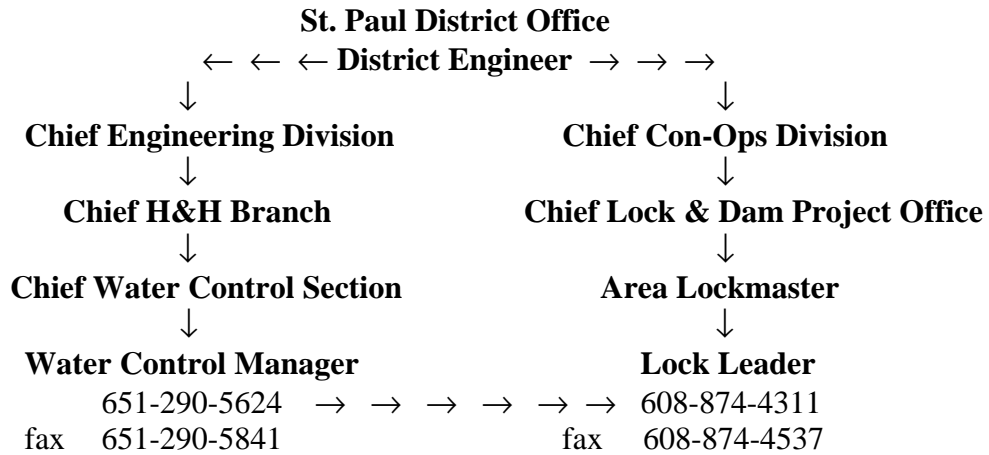 St. Paul District Office
← ← ← District Engineer → → →
↓ ↓
Chief Engineering Division Chief Con-Ops Division
↓ ↓
Chief H&H Branch Chief Lock & Dam Project Office
↓ ↓
Chief Water Control Section Area Lockmaster
↓ ↓
Water Control Manager Lock Leader
651-290-5624 → → → → → → 608-874-4311
fax 651-290-5841 fax 608-874-4537